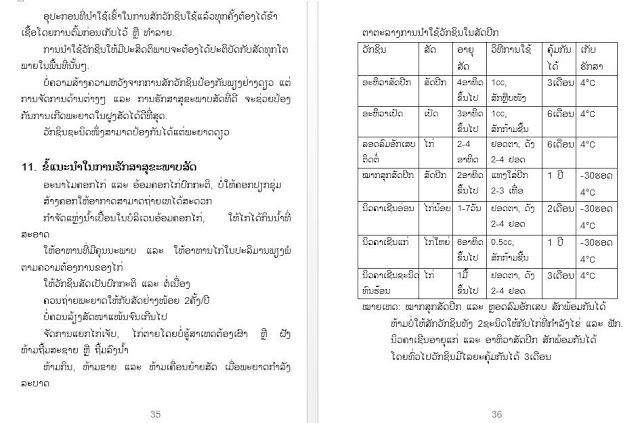 ອຸປະກອນທີ່ນຳໃຊ້ເຂົ້າໃນການສັກວັກຊີນໃຊ້ແລ້ວທຸກຄັ້ງຕ້ອງໄດ້ຂ້າ
ເຊື້ອໂດຍການຕົ້ມກ່ອນເກັບໄວ້ ຫຼື ທຳລາຍ.
ການນຳໃຊ້ວັກຊີນໃຫ້ມີປະສິດຕິພາບຈະຕ້ອງໄດ້ປະຕິບັດກັບສັດທຸກໂຕ
ພາຍໃນພື້ນທີ່ນັ້ນໆ.
ບໍ່ຄວນສ້າງຄວາມຫວັງຈາກການສັກວັກຊີນປ້ອງກັນພຽງຢ່າງດຽວ ແຕ່
ການຈັດການດ້ານຕ່າງໆ ແລະ ການຮັກສາສຸຂະພາບສັດທີ່ດີ ຈະຊ່ວຍປ້ອງ
ກັນການເກີດພະຍາດໃນຝູງສັດໄດ້ດີທີ່ສຸດ.
ວັກຊີນຊະນິດໜຶ່ງສາມາດປ້ອງກັນໄດ້ແຕ່ພະຍາດດຽວ
11. ຂໍ້ແນະນຳໃນການຮັກສາສຸຂະພາບສັດ
ອະນາໄມຄອກໄກ່ ແລະ ອ້ອມຄອກໄກ່ປົກກະຕິ, ບໍ່ໃຫ້ຄອກປຽກຊຸ່ມ
ສ້າງຄອກໃຫ້ອາກາດສາມາດຖ່າຍເທໄດ້ສະດວກ
ກຳຈັດແຫຼ່ງນ້ຳເປື້ອນໃນບໍລິເວນອ້ອມຄອກໄກ່, ໃຫ້ໄກ່ໄດ້ກິນນ້ຳທີ່
ສະອາດ
ໃຫ້ອາຫານທີ່ມີຄຸນນະພາບ ແລະ ໃຫ້ອາຫານໄກ່ໃນປະລິມານພຽງພໍ
ຕາມຄວາມຕ້ອງການຂອງໄກ່
ໃຫ້ວັກຊີນສັດເປັນປົກກະຕິ ແລະ ຕໍ່ເນື່ອງ
ຄວນຖ່າຍພະຍາດໃຫ້ກັບສັດຢ່າງໜ້ອຍ 2ຄັ້ງ/ປີ
ບໍ່ຄວນລ້ຽງສັດໜາແໜ້ນຈົນເກີນໄປ
ຈັດການແຍກໄກ່ເຈັບ, ໄກ່ຕາຍໂດຍບໍ່ຮູ້ສາເຫດຕ້ອງເຜົາ ຫຼື ຝັງ
ຫ້າມຖິ້ມສະຊາຍ ຫຼື ຖິ້ມລົງນ້ຳ
ຫ້າມກິນ, ຫ້າມຂາຍ ແລະ ຫ້າມເຄື່ອນຍ້າຍສັດ ເມື່ອພະຍາດກຳລັງ
ລະບາດ
35
ຕາຕະລາງການນຳໃຊ້ວັກຊີນໃນສັດປີກ
ວັກຊີນ ສັດ ອາຍຸ ວິທີການໃຊ້ ຄຸ້ມກັນ ເກັບ
ສັດ ໄດ້ ຮັກສາ
ອະຫິວາສັດປີກ ສັດປີກ 4ອາທິດ 1cc, 3ເດືອນ 4°C
ຂຶ້ນໄປ ສັກຫຼືບໜັງ
ອະຫິວາເປັດ ເປັດ 3ອາທິດ 1cc, 6ເດືອນ 4°C
ຂຶ້ນໄປ ສັກກ້າມຊີ້ນ
ລອດລົມອັກເສບ ໄກ່ 2-4 ຢອດຕາ, ດັງ 6ເດືອນ 4°C
ຕິດຕໍ່ ອາທິດ 2-4 ຢອດ
ໝາກສຸກສັດປີກ ສັດປີກ 2ອາທິດ ແທງໃສ່ປີກ 1 ປີ -30ຮອດ
ຂຶ້ນໄປ 2-3 ເທື່ອ 4°C
ນິວຄາເຊີນອ່ອນ ໄກ່ນ້ອຍ 1-7ວັນ ຢອດຕາ, ດັງ 2ເດືອນ -30ຮອດ
2-4 ຢອດ 4°C
ນິວຄາເຊີນແກ່ ໄກ່ໃຫຍ່ 6ອາທິດ 0.5cc, 1 ປີ -30ຮອດ
ຂຶ້ນໄປ ສັກກ້າມຊີ້ນ 4°C
ນິວຄາເຊີນຊະນິດ ໄກ່ 1ມື້ ຢອດຕາ, ດັງ 3ເດືອນ 4°C
ທົນຮ້ອນ ຂຶ້ນໄປ 2-4 ຢອດ
ໝາຍເຫດ: ໝາກສຸກສັດປີກ ແລະ ຫຼອດລົມອັກເສບ ສັກພ້ອມກັນໄດ້
ຫ້າມບໍ່ໃຫ້ສັກວັກຊີນທັງ 2ຊະນິດໃຫ້ກັບໄກ່ທີ່ກຳລັງໄຂ່ ແລະ ຟັກ.
ນິວຄາເຊີນອາຍຸແກ່ ແລະ ອາຫິວາສັດປີກ ສັກພ້ອມກັນໄດ້
ໂດຍທົ່ວໄປວັກຊີນມີໄລຍະຄຸ້ມກັນໄດ້ 3ເດືອນ
36